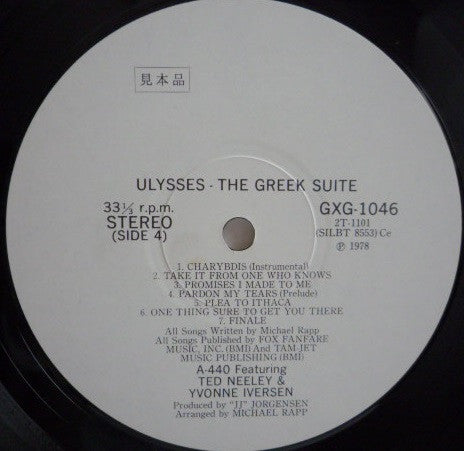 見本品
ULYSSES · THE GREEK SUITE
33⅓ r.p.m.
STEREO
(SIDE 4)
GXG-1046
2T-1101
(SILBT 8553) Ce
Ⓟ 1978
1. CHARYBDIS (Instrumental)
2. TAKE IT FROM ONE WHO KNOWS
3. PROMISES I MADE TO ME
4. PARDON MY TEARS (Prelude)
5. PLEA TO ITHACA
6. ONE THING SURE TO GET YOU THERE
7. FINALE
All Songs Written by Michael Rapp
All Songs Published by FOX FANFARE
MUSIC, INC. (BMI) And TAM-JET
MUSIC PUBLISHING (BMI)
A-440 Featuring
TED NEELEY &
YVONNE IVERSEN
Produced by "JJ" JORGENSEN
Arranged by MICHAEL RAPP